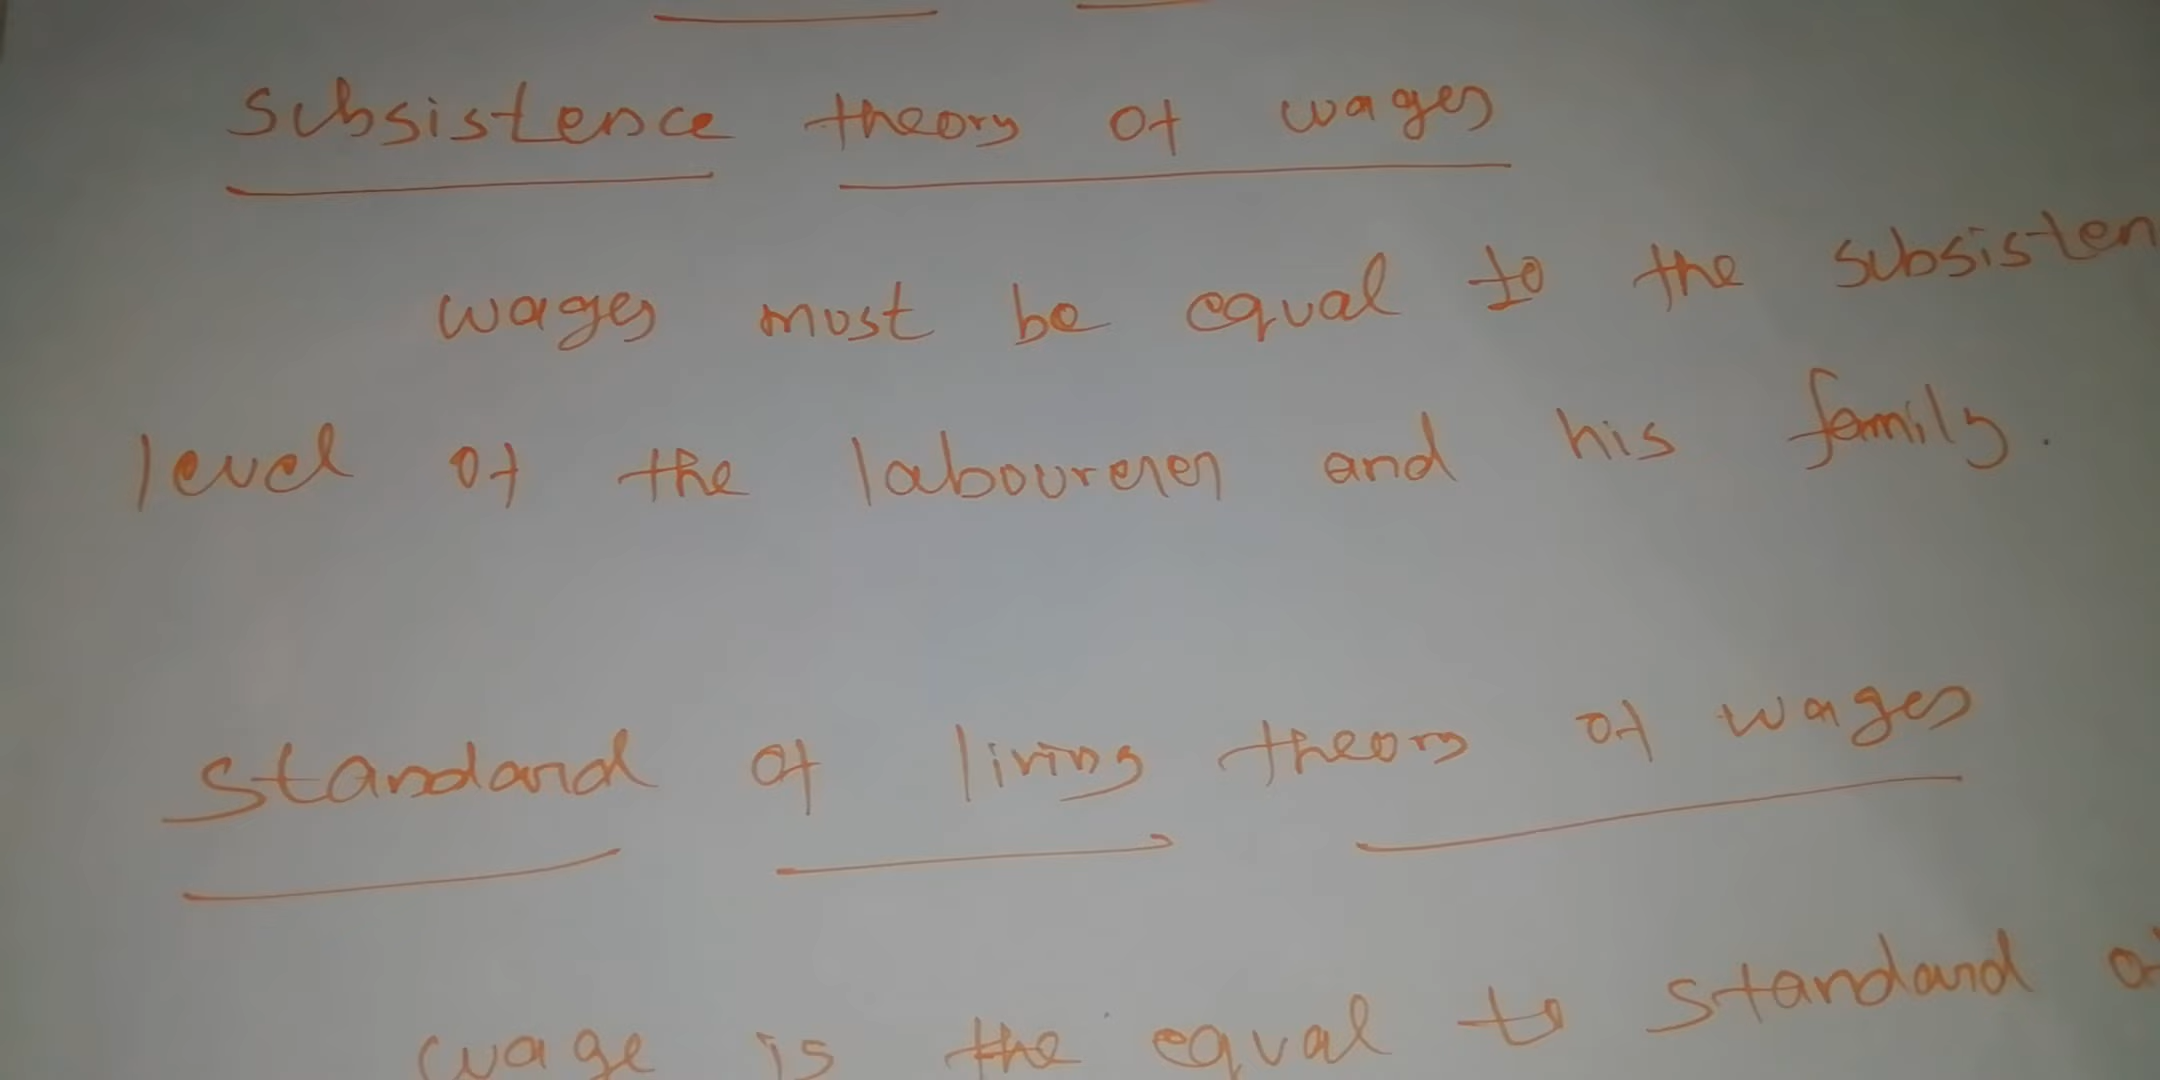 Subsistence theory of wages
wages must be equal to the subsisten
level of the labourerer and his family.
Standard of living theory of wages
wage is the equal to standard of